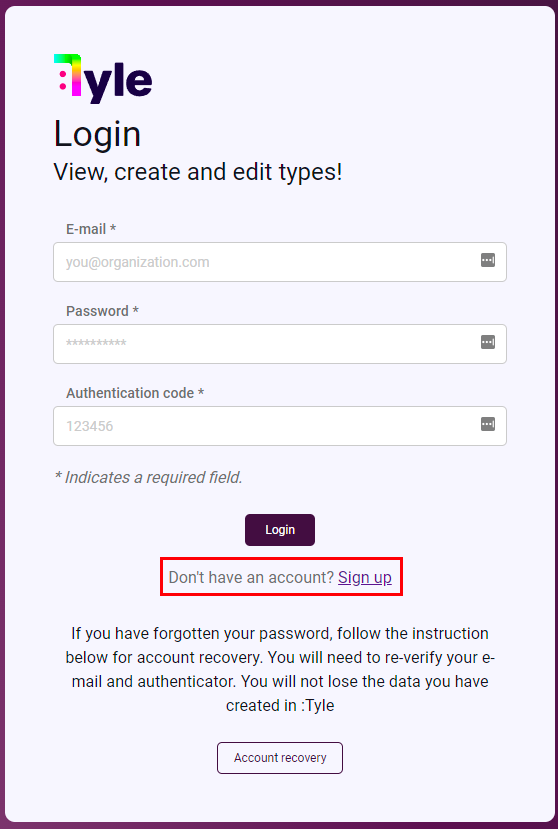 :Tyle
Login
View, create and edit types!
E-mail *
you@organization.com
Password *
**********
Authentication code *
123456
* Indicates a required field.
Login
Don't have an account? Sign up
If you have forgotten your password, follow the instruction
below for account recovery. You will need to re-verify your e-
mail and authenticator. You will not lose the data you have
created in :Tyle
Account recovery